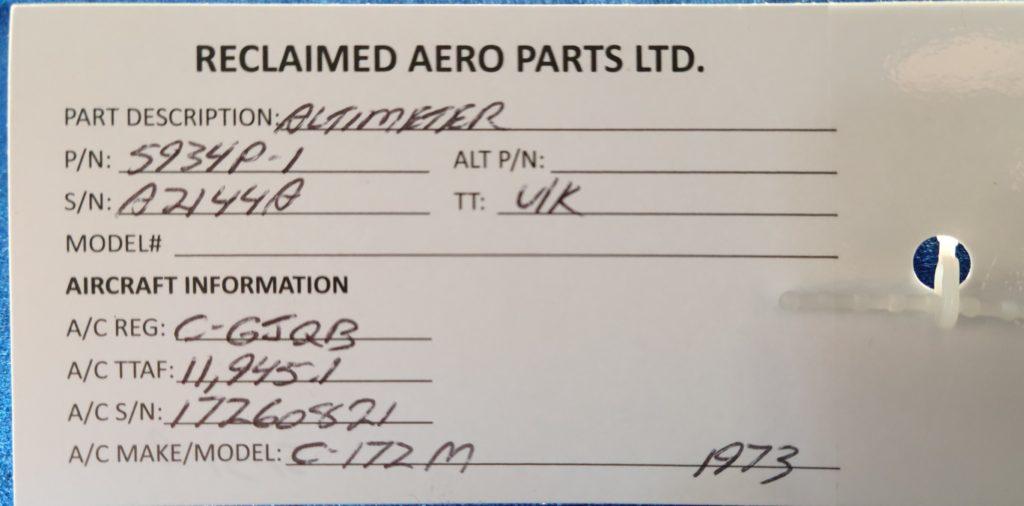 RECLAIMED AERO PARTS LTD.
PART DESCRIPTION: ALTIMETER
P/N: 5934P-1 ALT P/N:
S/N: A2144A TT: U/K
MODEL#
AIRCRAFT INFORMATION
A/C REG: C-GJQB
A/C TTAF: 11,945.1
A/C S/N: 17260821
A/C MAKE/MODEL: C-172M 1973